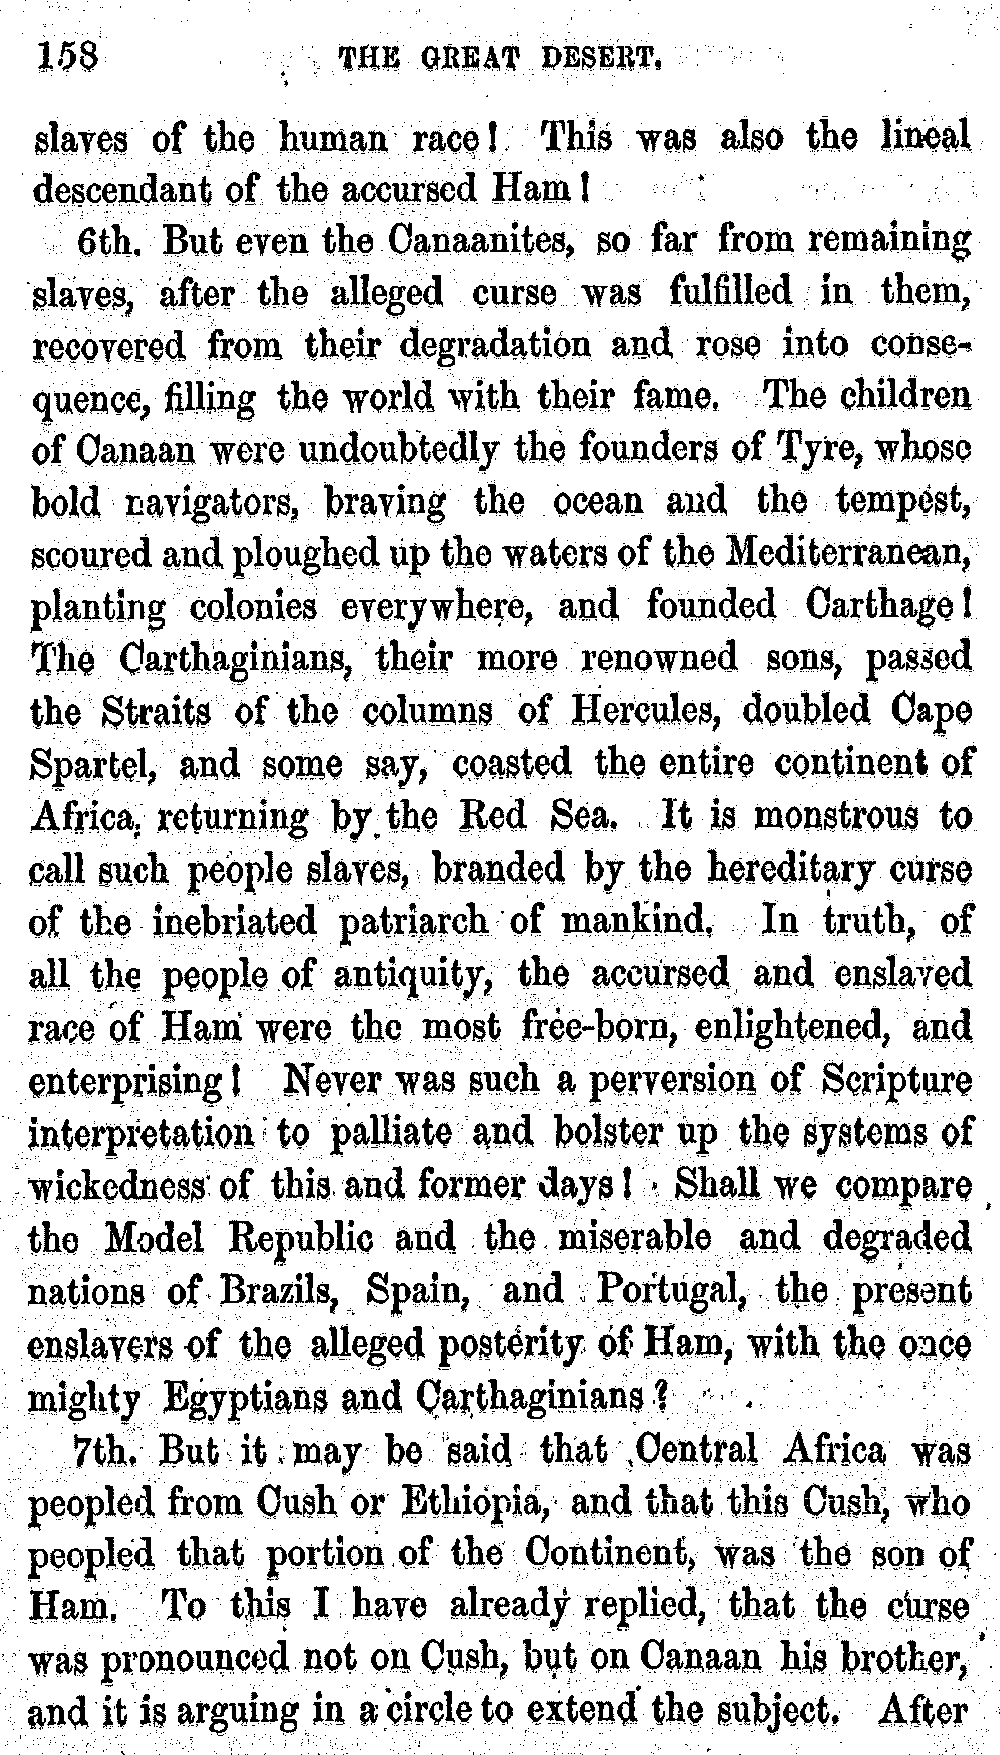 158 THE GREAT DESERT.
slaves of the human race! This was also the lineal
descendant of the accursed Ham!
6th. But even the Canaanites, so far from remaining
slaves, after the alleged curse was fulfilled in them,
recovered from their degradation and rose into conse-
quence, filling the world with their fame. The children
of Canaan were undoubtedly the founders of Tyre, whose
bold navigators, braving the ocean and the tempest,
scoured and ploughed up the waters of the Mediterranean,
planting colonies everywhere, and founded Carthage!
The Carthaginians, their more renowned sons, passed
the Straits of the columns of Hercules, doubled Cape
Spartel, and some say, coasted the entire continent of
Africa, returning by the Red Sea. It is monstrous to
call such people slaves, branded by the hereditary curse
of the inebriated patriarch of mankind. In truth, of
all the people of antiquity, the accursed and enslaved
race of Ham were the most free-born, enlightened, and
enterprising! Never was such a perversion of Scripture
interpretation to palliate and bolster up the systems of
wickedness of this and former days! Shall we compare
the Model Republic and the miserable and degraded
nations of Brazils, Spain, and Portugal, the present
enslavers of the alleged posterity of Ham, with the once
mighty Egyptians and Carthaginians?
7th. But it may be said that Central Africa was
peopled from Cush or Ethiopia, and that this Cush, who
peopled that portion of the Continent, was the son of
Ham. To this I have already replied, that the curse
was pronounced not on Cush, but on Canaan his brother,
and it is arguing in a circle to extend the subject. After